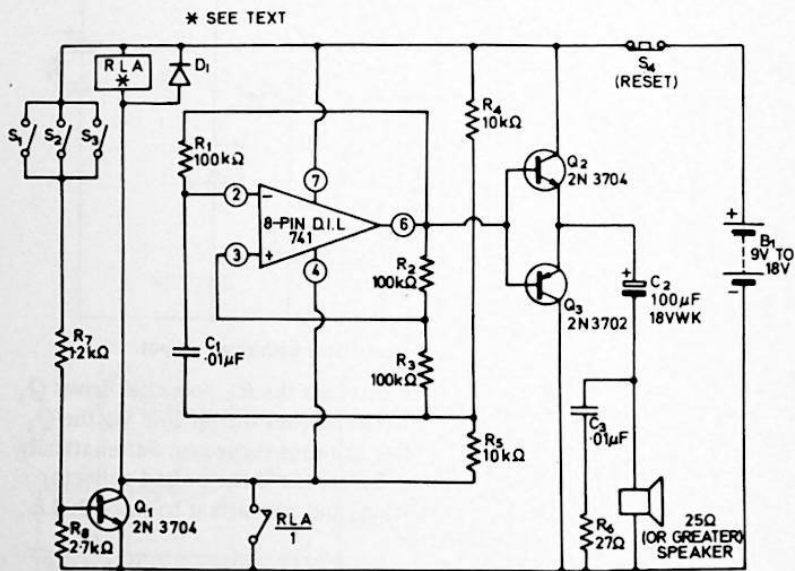 * SEE TEXT
RLA
*
D1
S4
(RESET)
S1
S2
S3
R1
100kΩ
R4
10kΩ
Q2
2N 3704
7
2
-
8-PIN D.I.L
741
6
3
+
4
R2
100kΩ
+
B1
9V TO
18V
-
+
C2
100µF
18VWK
Q3
2N3702
R7
1·2kΩ
C1
·01µF
R3
100kΩ
R5
10kΩ
C3
·01µF
Q1
2N 3704
RLA
1
R8
2·7kΩ
R6
27Ω
25Ω
(OR GREATER)
SPEAKER